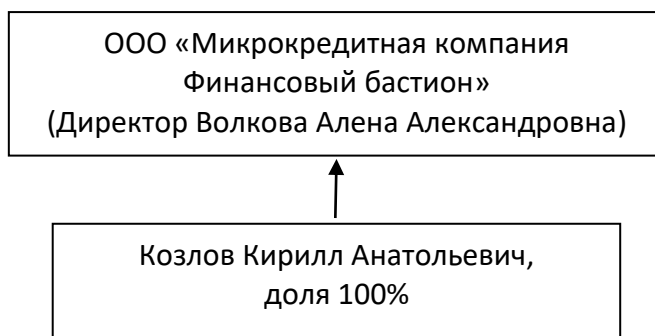 ООО «Микрокредитная компания
Финансовый бастион»
(Директор Волкова Алена Александровна)
Козлов Кирилл Анатольевич,
доля 100%